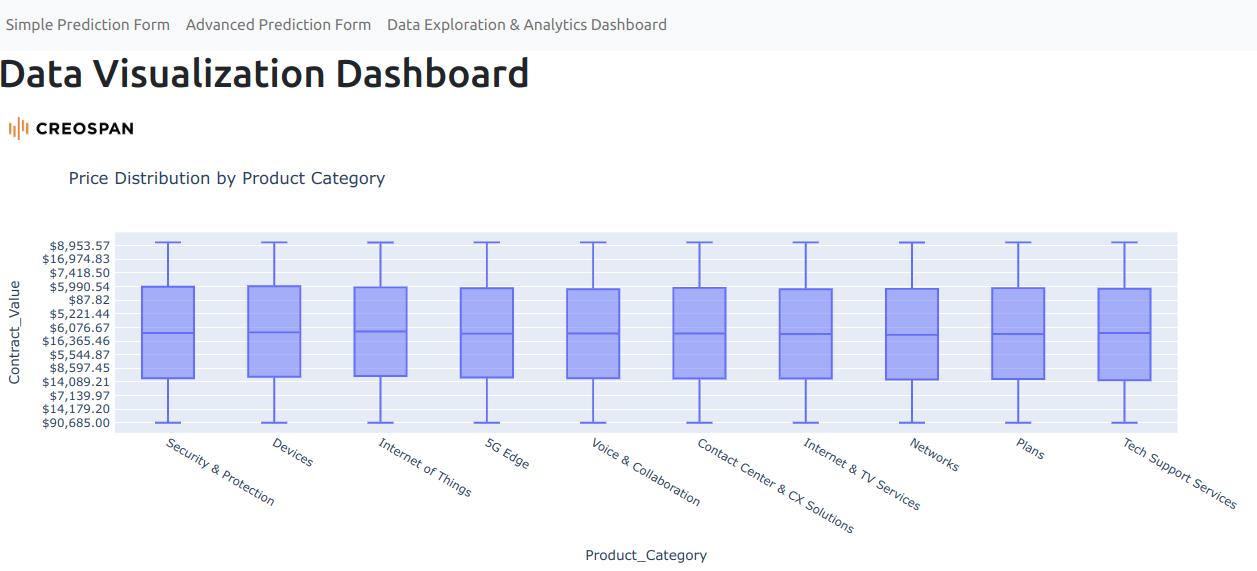 Simple Prediction Form Advanced Prediction Form Data Exploration & Analytics Dashboard
Data Visualization Dashboard
CREOSPAN
Price Distribution by Product Category
Contract_Value
$8,953.57
$16,974.83
$7,418.50
$5,990.54
$87.82
$5,221.44
$6,076.67
$16,365.46
$5,544.87
$8,597.45
$14,089.21
$7,139.97
$14,179.20
$90,685.00
Security & Protection
Devices
Internet of Things
5G Edge
Voice & Collaboration
Contact Center & CX Solutions
Internet & TV Services
Networks
Plans
Tech Support Services
Product_Category